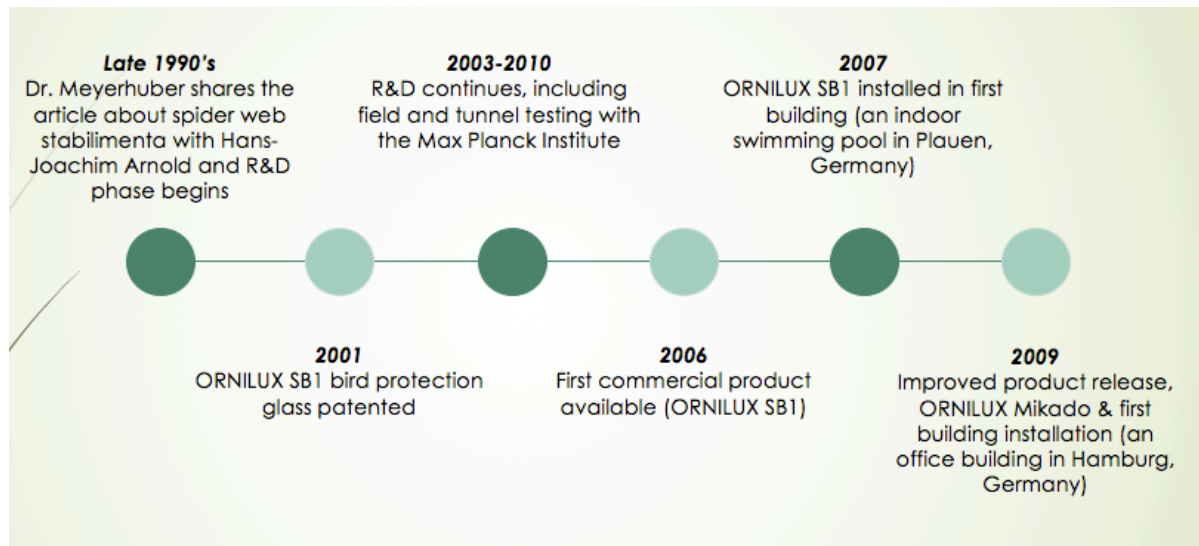 Late 1990's
Dr. Meyerhuber shares the
article about spider web
stabilimenta with Hans-
Joachim Arnold and R&D
phase begins
2001
ORNILUX SB1 bird protection
glass patented
2003-2010
R&D continues, including
field and tunnel testing with
the Max Planck Institute
2006
First commercial product
available (ORNILUX SB1)
2007
ORNILUX SB1 installed in first
building (an indoor
swimming pool in Plauen,
Germany)
2009
Improved product release,
ORNILUX Mikado & first
building installation (an
office building in Hamburg,
Germany)